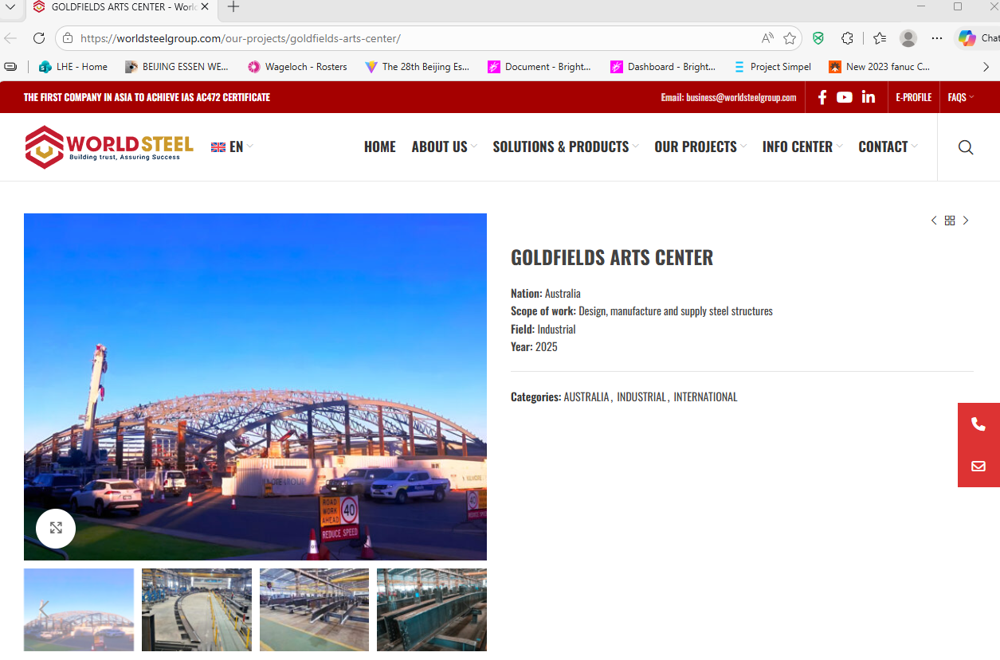 GOLDFIELDS ARTS CENTER - Worl
https://worldsteelgroup.com/our-projects/goldfields-arts-center/
Chat
LHE - Home
BEIJING ESSEN WE...
Wageloch - Rosters
The 28th Beijing Es...
Document - Bright...
Dashboard - Bright...
Project Simpel
New 2023 fanuc C...
THE FIRST COMPANY IN ASIA TO ACHIEVE IAS AC472 CERTIFICATE
Email: business@worldsteelgroup.com
E-PROFILE
FAQS
WORLD STEEL
Building trust, Assuring Success
EN
HOME
ABOUT US
SOLUTIONS & PRODUCTS
OUR PROJECTS
INFO CENTER
CONTACT
GOLDFIELDS ARTS CENTER
Nation: Australia
Scope of work: Design, manufacture and supply steel structures
Field: Industrial
Year: 2025
Categories: AUSTRALIA, INDUSTRIAL, INTERNATIONAL
GROUP
ROAD
WORK
AHEAD
40
REDUCE SPEED
40